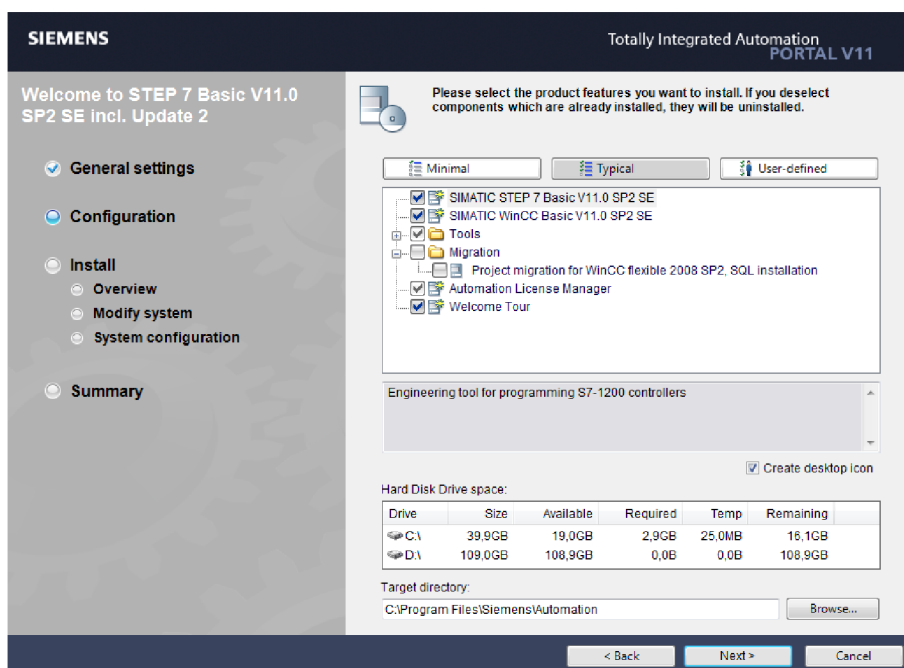 SIEMENS
Totally Integrated Automation
PORTAL V11
Welcome to STEP 7 Basic V11.0
SP2 SE incl. Update 2
General settings
Configuration
Install
Overview
Modify system
System configuration
Summary
Please select the product features you want to install. If you deselect
components which are already installed, they will be uninstalled.
Minimal
Typical
User-defined
SIMATIC STEP 7 Basic V11.0 SP2 SE
SIMATIC WinCC Basic V11.0 SP2 SE
Tools
Migration
Project migration for WinCC flexible 2008 SP2, SQL installation
Automation License Manager
Welcome Tour
Engineering tool for programming S7-1200 controllers
Create desktop icon
Hard Disk Drive space:
Drive Size Available Required Temp Remaining
C:\ 39,9GB 19,0GB 2,9GB 25,0MB 16,1GB
D:\ 109,0GB 108,9GB 0,0B 0,0B 108,9GB
Target directory:
C:\Program Files\Siemens\Automation
Browse...
< Back
Next >
Cancel